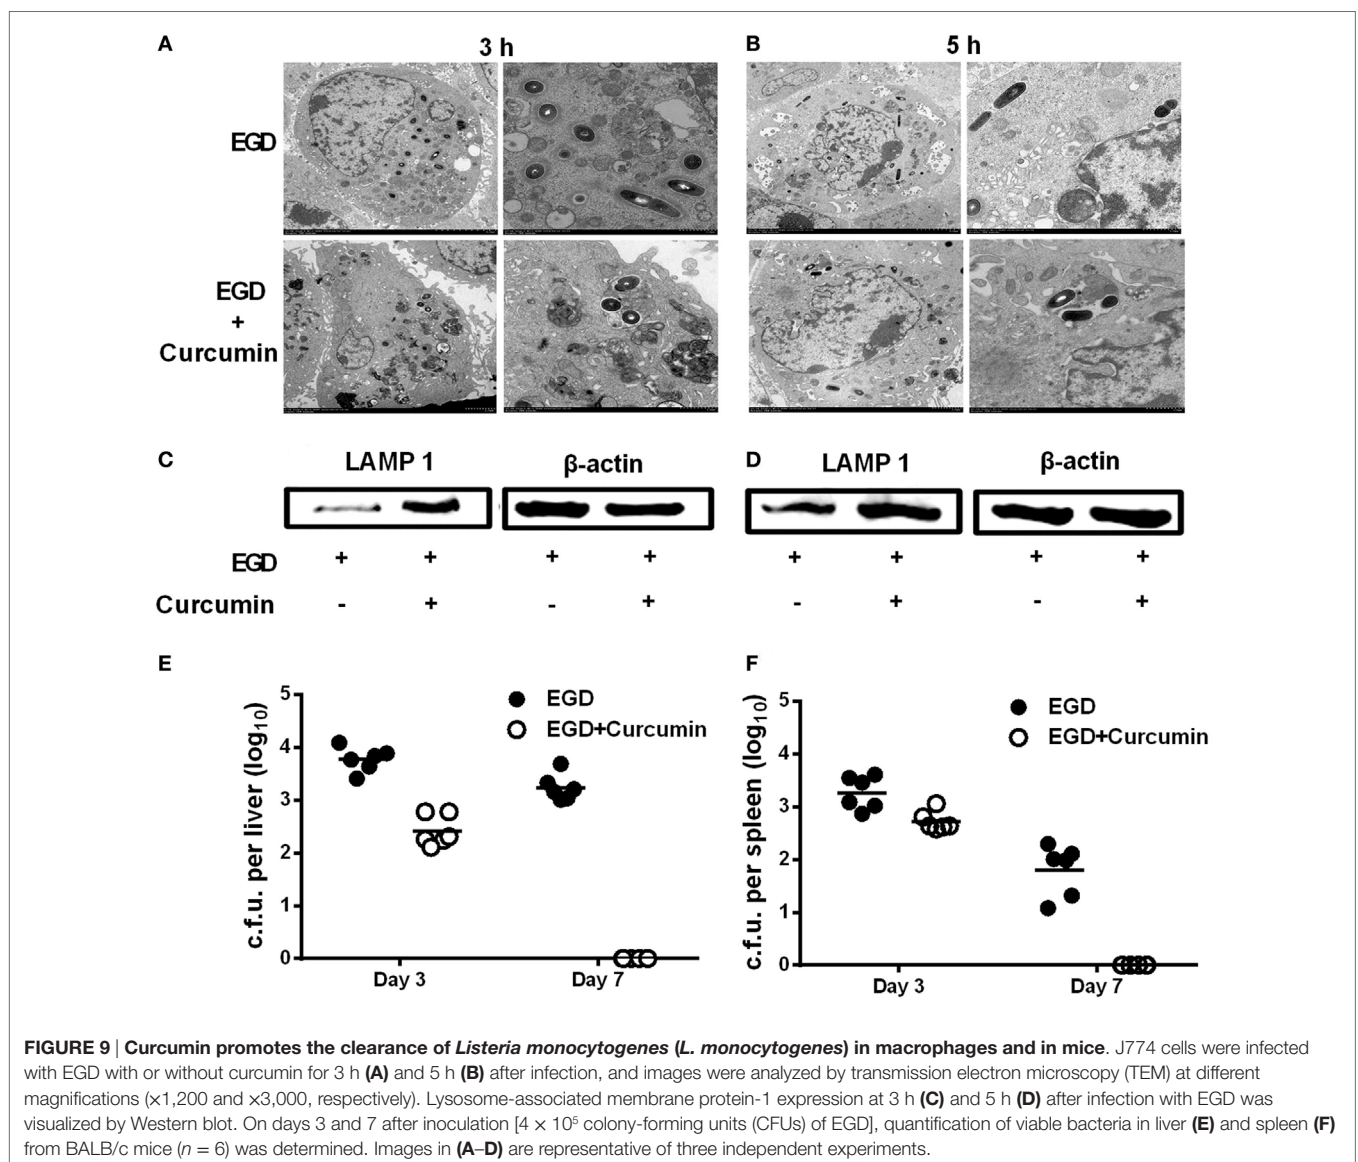 A
3 h
B
5 h
EGD
EGD
+
Curcumin
C
LAMP 1
β-actin
D
LAMP 1
β-actin
EGD
+
+
+
+
+
+
+
+
Curcumin
-
+
-
+
-
+
-
+
E
c.f.u. per liver (log10)
5
4
3
2
1
0
EGD
EGD+Curcumin
Day 3
Day 7
F
c.f.u. per spleen (log10)
5
4
3
2
1
0
EGD
EGD+Curcumin
Day 3
Day 7
FIGURE 9 | Curcumin promotes the clearance of Listeria monocytogenes (L. monocytogenes) in macrophages and in mice. J774 cells were infected
with EGD with or without curcumin for 3 h (A) and 5 h (B) after infection, and images were analyzed by transmission electron microscopy (TEM) at different
magnifications (×1,200 and ×3,000, respectively). Lysosome-associated membrane protein-1 expression at 3 h (C) and 5 h (D) after infection with EGD was
visualized by Western blot. On days 3 and 7 after inoculation [4 × 10⁵ colony-forming units (CFUs) of EGD], quantification of viable bacteria in liver (E) and spleen (F)
from BALB/c mice (n = 6) was determined. Images in (A–D) are representative of three independent experiments.